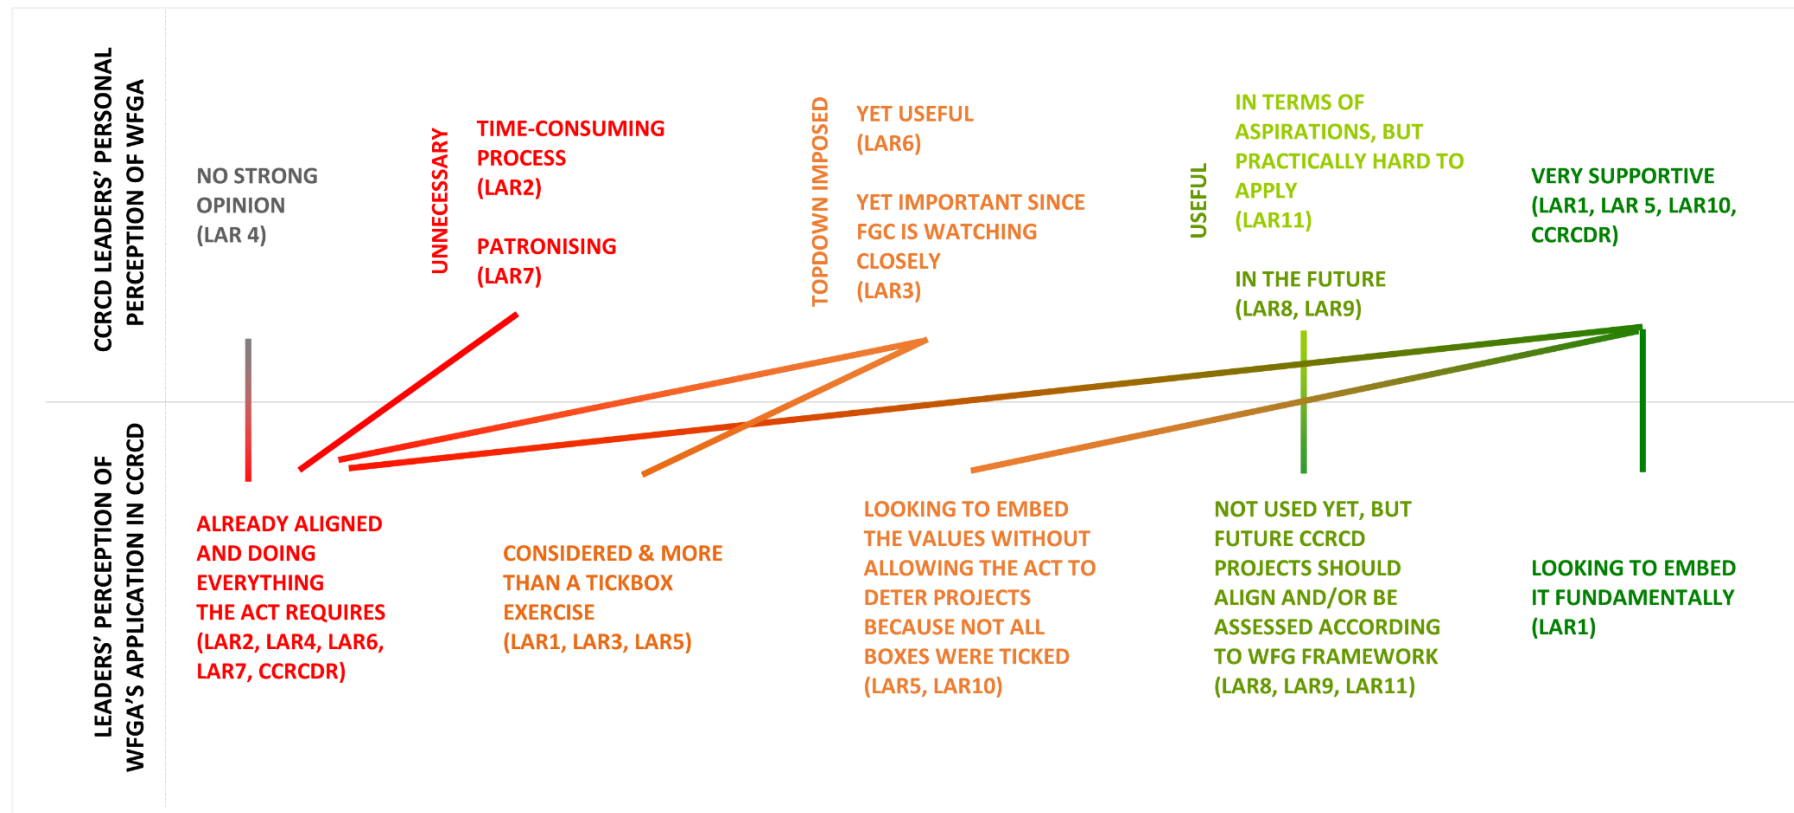 CCRCD LEADERS’ PERSONAL
PERCEPTION OF WFGA
NO STRONG
OPINION
(LAR 4)
UNNECESSARY
TIME-CONSUMING
PROCESS
(LAR2)
PATRONISING
(LAR7)
TOPDOWN IMPOSED
YET USEFUL
(LAR6)
YET IMPORTANT SINCE
FGC IS WATCHING
CLOSELY
(LAR3)
USEFUL
IN TERMS OF
ASPIRATIONS, BUT
PRACTICALLY HARD TO
APPLY
(LAR11)
IN THE FUTURE
(LAR8, LAR9)
VERY SUPPORTIVE
(LAR1, LAR 5, LAR10,
CCRCDR)
LEADERS’ PERCEPTION OF
WFGA’S APPLICATION IN CCRCD
ALREADY ALIGNED
AND DOING
EVERYTHING
THE ACT REQUIRES
(LAR2, LAR4, LAR6,
LAR7, CCRCDR)
CONSIDERED & MORE
THAN A TICKBOX
EXERCISE
(LAR1, LAR3, LAR5)
LOOKING TO EMBED
THE VALUES WITHOUT
ALLOWING THE ACT TO
DETER PROJECTS
BECAUSE NOT ALL
BOXES WERE TICKED
(LAR5, LAR10)
NOT USED YET, BUT
FUTURE CCRCD
PROJECTS SHOULD
ALIGN AND/OR BE
ASSESSED ACCORDING
TO WFG FRAMEWORK
(LAR8, LAR9, LAR11)
LOOKING TO EMBED
IT FUNDAMENTALLY
(LAR1)